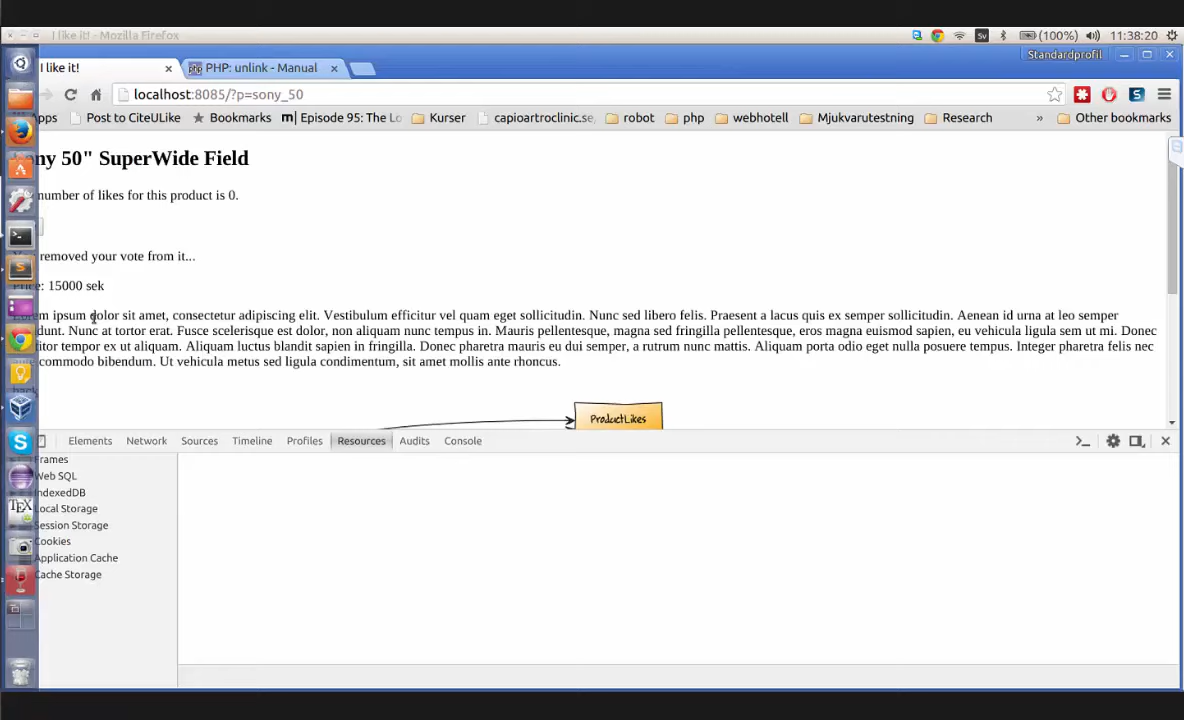 I like it! - Mozilla Firefox
Sv
(100%)
11:38:20
Standardprofil
I like it!
php
PHP: unlink - Manual
localhost:8085/?p=sony_50
Apps Post to CiteULike Bookmarks m| Episode 95: The Lo Kurser capioartroclinic.se, robot php webhotell Mjukvarutestning Research » Other bookmarks
ny 50" SuperWide Field
number of likes for this product is 0.
removed your vote from it...
Price: 15000 sek
Lorem ipsum dolor sit amet, consectetur adipiscing elit. Vestibulum efficitur vel quam eget sollicitudin. Nunc sed libero felis. Praesent a lacus quis ex semper sollicitudin. Aenean id urna at leo semper
dunt. Nunc at tortor erat. Fusce scelerisque est dolor, non aliquam nunc tempus in. Mauris pellentesque, magna sed fringilla pellentesque, eros magna euismod sapien, eu vehicula ligula sem ut mi. Donec
itor tempor ex ut aliquam. Aliquam luctus blandit sapien in fringilla. Donec pharetra mauris eu dui semper, a rutrum nunc mattis. Aliquam porta odio eget nulla posuere tempus. Integer pharetra felis nec
commodo bibendum. Ut vehicula metus sed ligula condimentum, sit amet mollis ante rhoncus.
ProductLikes
Elements Network Sources Timeline Profiles Resources Audits Console
Frames
Web SQL
IndexedDB
Local Storage
Session Storage
Cookies
Application Cache
Cache Storage
TEX